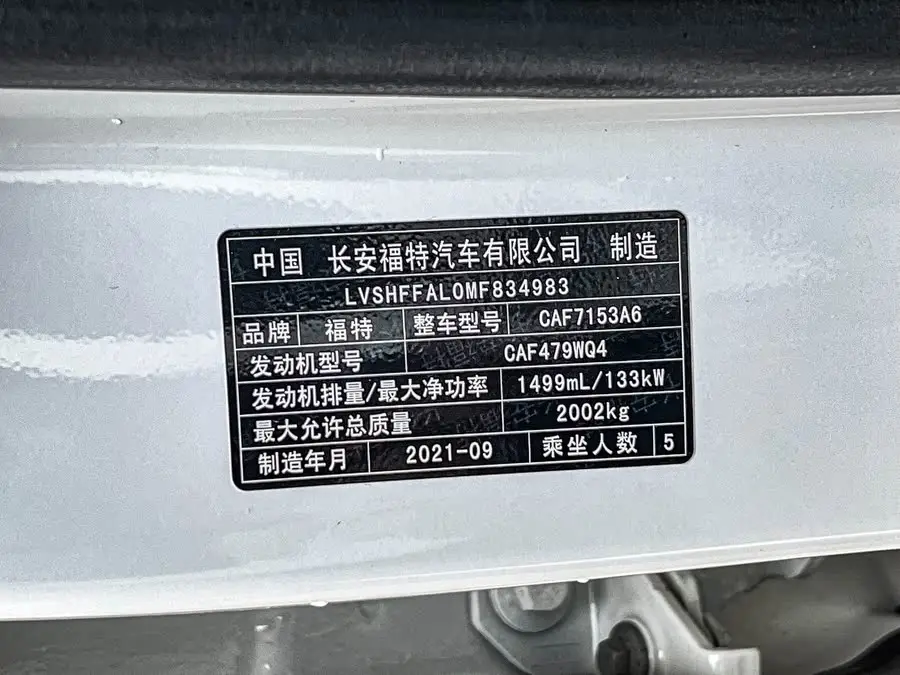 中国 长安福特汽车有限公司 制造
LVSHFFAL0MF834983
品牌 福特 整车型号 CAF7153A6
发动机型号 CAF479WQ4
发动机排量/最大净功率 1499mL/133kW
最大允许总质量 2002kg
制造年月 2021-09 乘坐人数 5